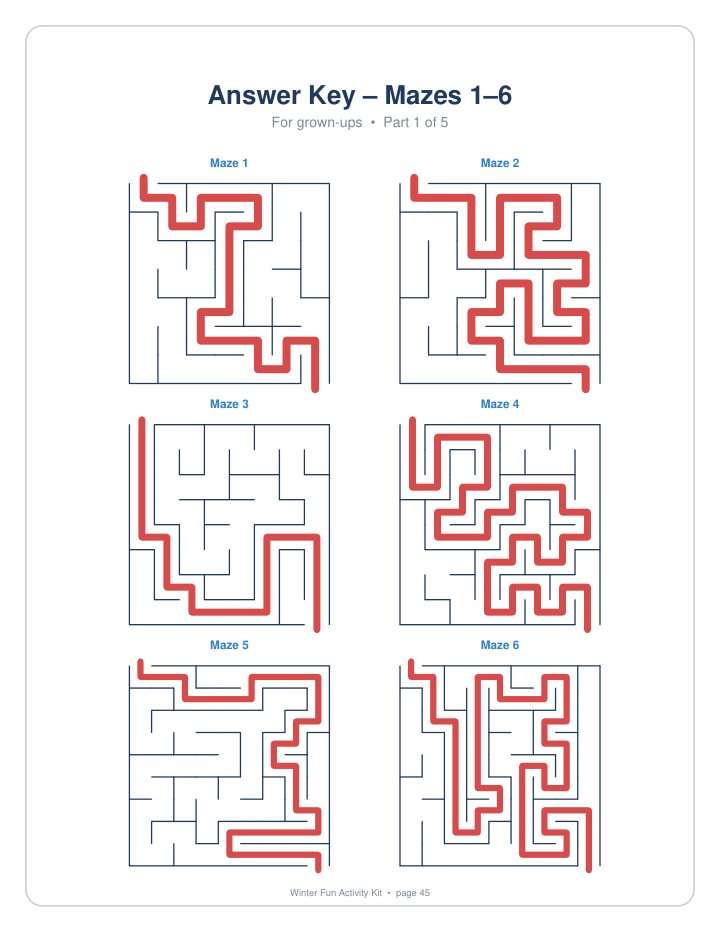 Answer Key – Mazes 1–6
For grown-ups • Part 1 of 5
Maze 1
Maze 2
Maze 3
Maze 4
Maze 5
Maze 6
Winter Fun Activity Kit • page 45